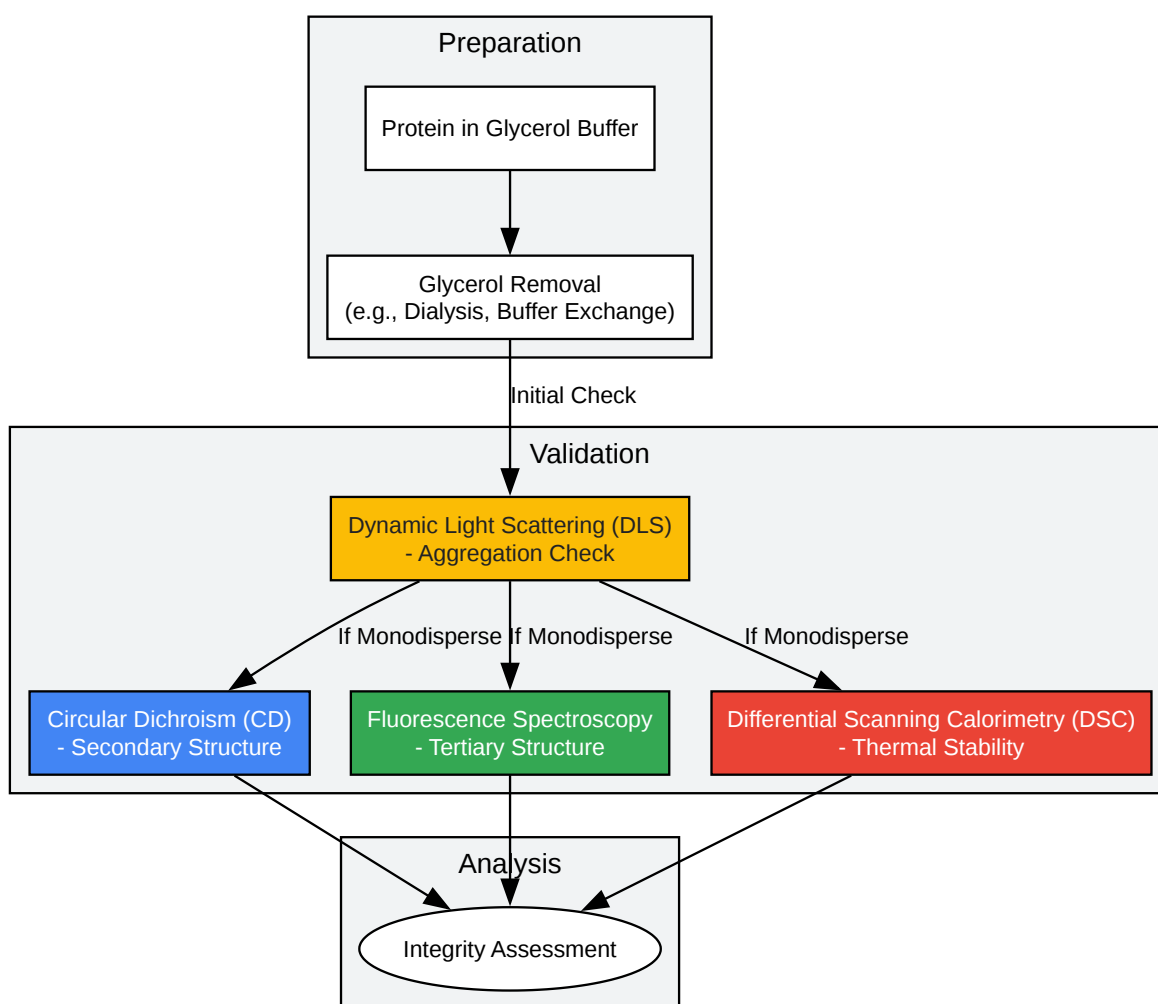 Preparation
Protein in Glycerol Buffer
Glycerol Removal
(e.g., Dialysis, Buffer Exchange)
Initial Check
Validation
Dynamic Light Scattering (DLS)
- Aggregation Check
If Monodisperse
If Monodisperse
If Monodisperse
Circular Dichroism (CD)
- Secondary Structure
Fluorescence Spectroscopy
- Tertiary Structure
Differential Scanning Calorimetry (DSC)
- Thermal Stability
Analysis
Integrity Assessment